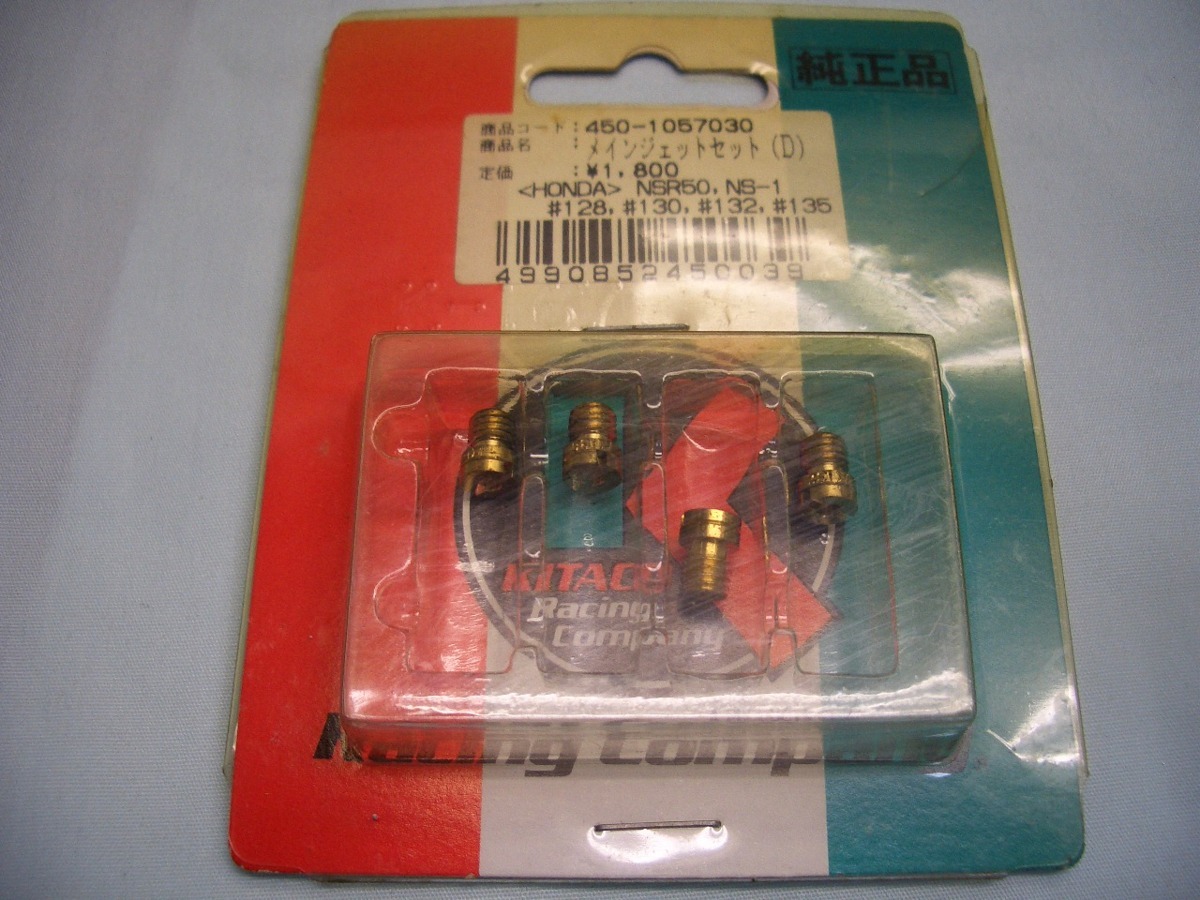 純正品
商品コード：450-1057030
商品名　：メインジェットセット（D）
定価　　：¥1,800
<HONDA> NSR50, NS-1
#128, #130, #132, #135
4990852450039
KITACO
Racing
Company
Racing Company